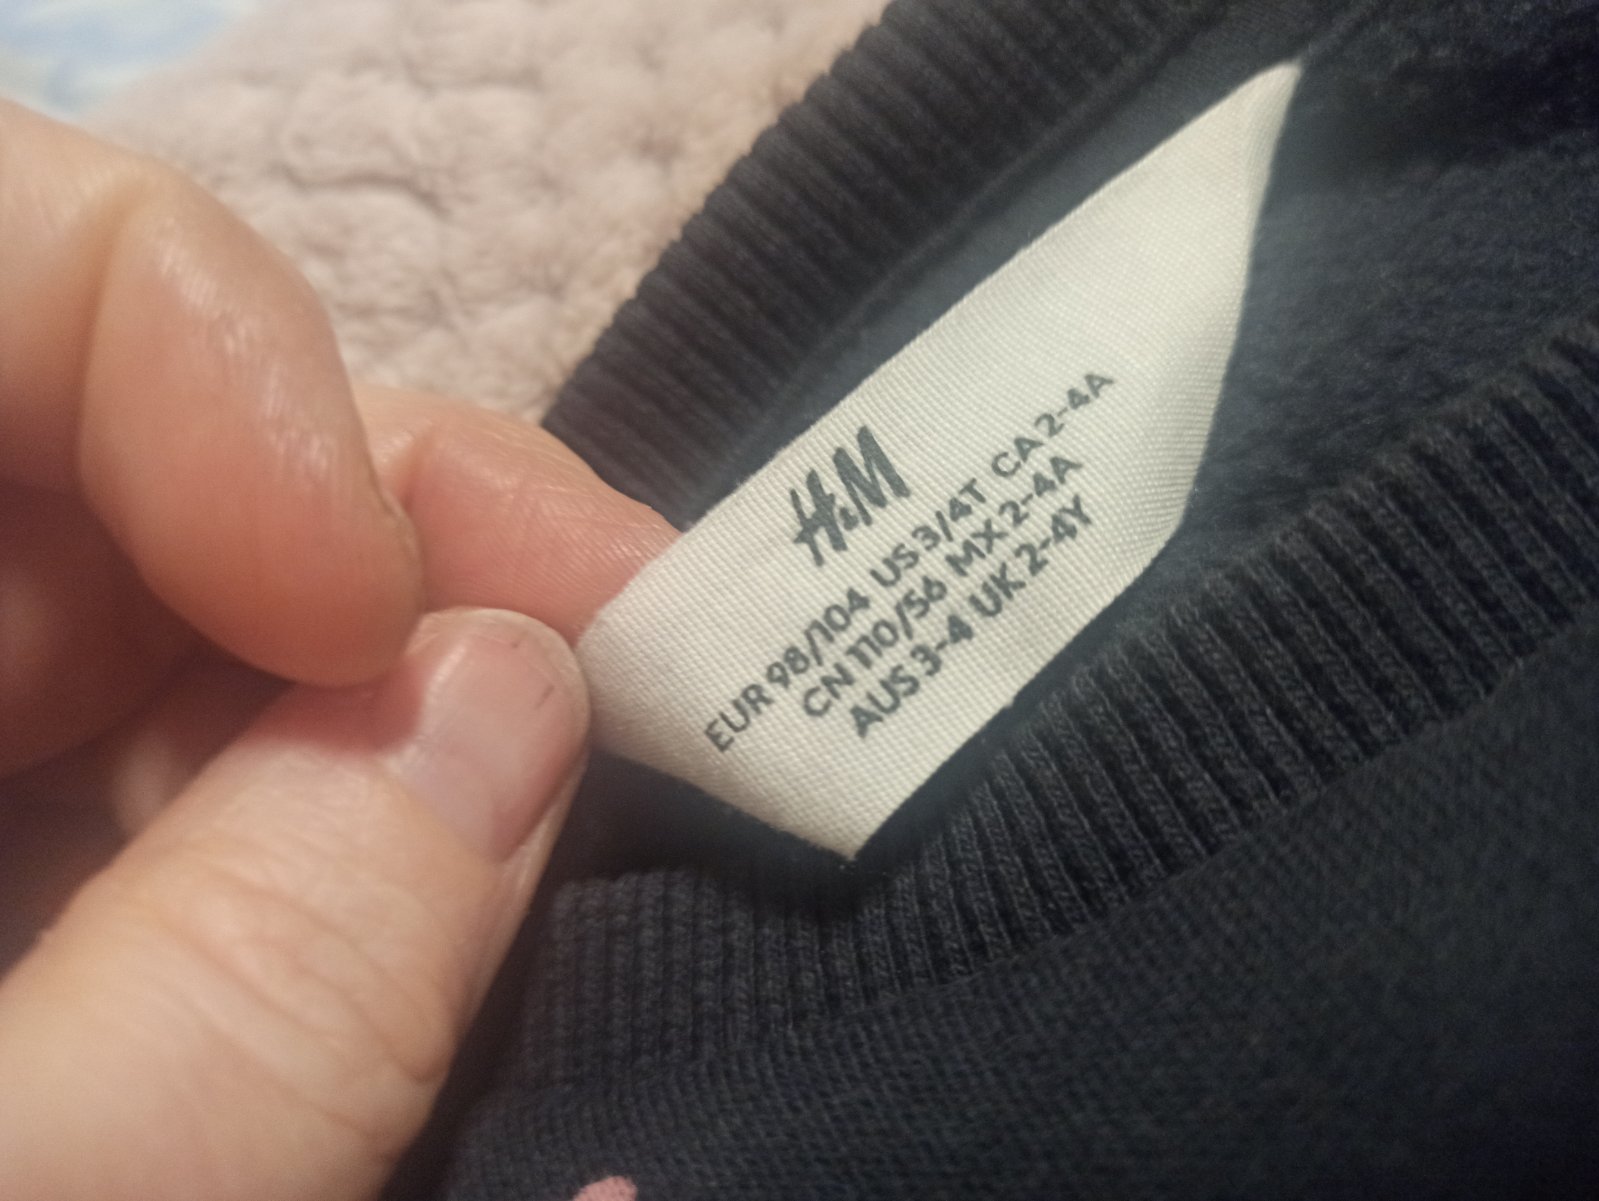 H&M
EUR 98/104 US 3/4T CA 2-4A
CN 110/56 MX 2-4A
AUS 3-4 UK 2-4Y